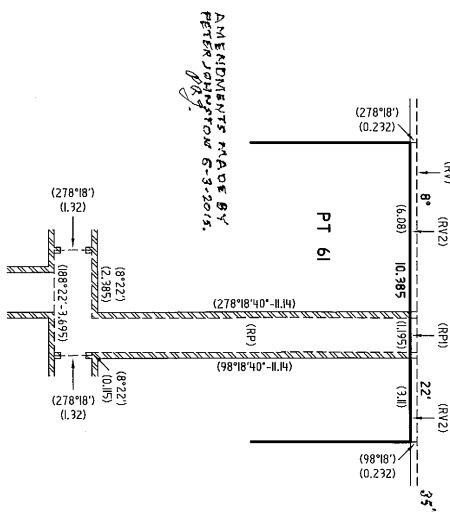 AMENDMENTS MADE BY
PETER JOHNSTON 6-3-2015.
(278°18')
(0.232)
(RV)
8°
(RV2)
(6.08)
10.385
PT 61
(278°18')
(1.32)
(8°22')
(2.385)
(188°22'-3.695)
(278°18'40"-11.14)
(RP)
(1.195)
(RP1)
(98°18'40"-11.14)
(8°22')
(0.115)
(278°18')
(1.32)
(3.11)
22'
(RV2)
(98°18')
(0.232)
35"